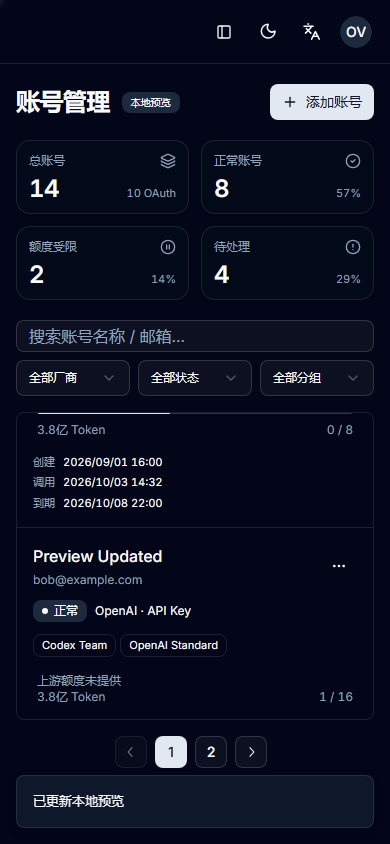 OV
账号管理 本地预览 添加账号
总账号 正常账号
14 10 OAuth 8 57%
额度受限 待处理
2 14% 4 29%
搜索账号名称 / 邮箱...
全部厂商 全部状态 全部分组
3.8亿 Token 0 / 8
创建 2026/09/01 16:00
调用 2026/10/03 14:32
到期 2026/10/08 22:00
Preview Updated
bob@example.com
正常 OpenAI · API Key
Codex Team OpenAI Standard
上游额度未提供
3.8亿 Token 1 / 16
1 2
已更新本地预览